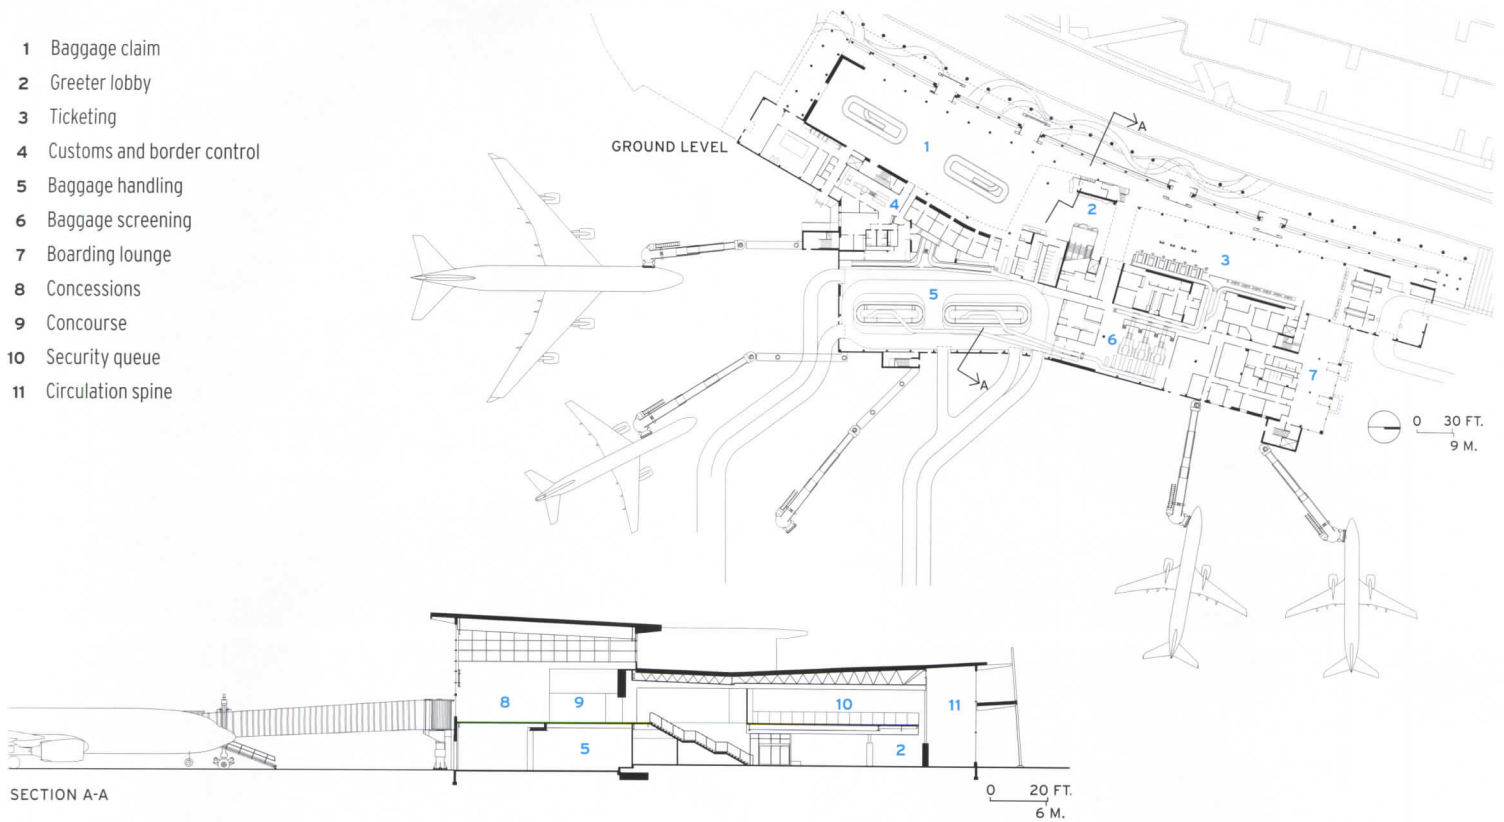 1 Baggage claim
2 Greeter lobby
3 Ticketing
4 Customs and border control
5 Baggage handling
6 Baggage screening
7 Boarding lounge
8 Concessions
9 Concourse
10 Security queue
11 Circulation spine
GROUND LEVEL
A
1
2
4
3
5
6
A
7
0 30 FT.
9 M.
8
9
10
11
5
2
SECTION A-A
0 20 FT.
6 M.